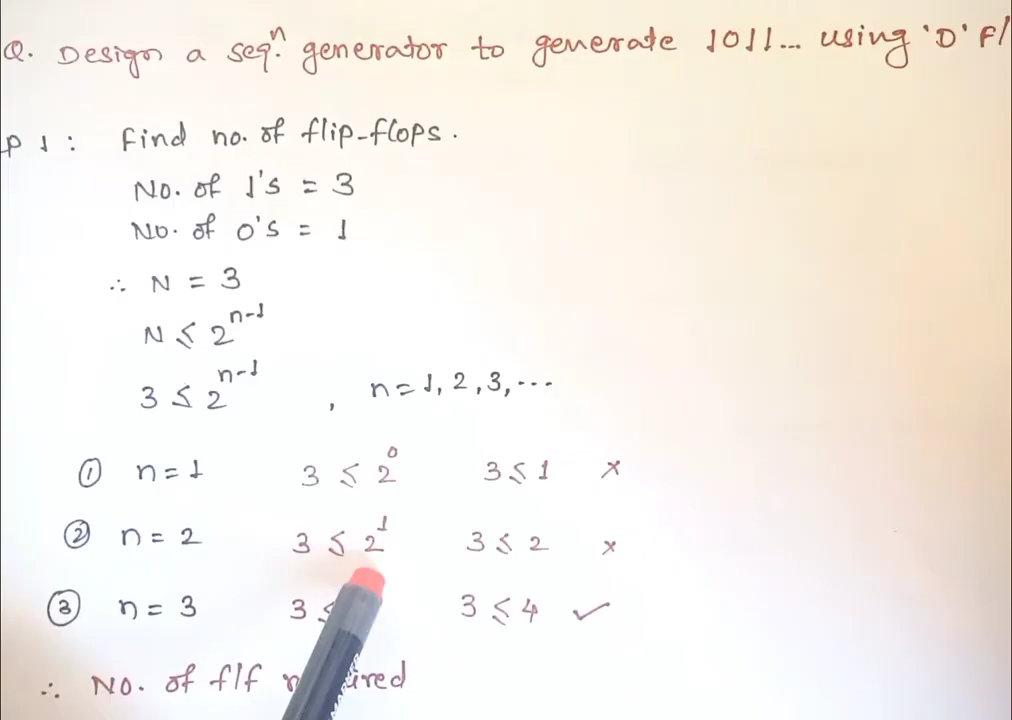 Q. Design a seqⁿ. generator to generate 1011... using 'D' F/
p 1: Find no. of flip-flops.
No. of 1's = 3
No. of 0's = 1
∴ N = 3
N ≤ 2^(n-1)
3 ≤ 2^(n-1) , n = 1, 2, 3, ...
① n = 1 3 ≤ 2⁰ 3 ≤ 1 ×
② n = 2 3 ≤ 2¹ 3 ≤ 2 ×
③ n = 3 3 ≤ 3 ≤ 4 ✓
∴ No. of f/f